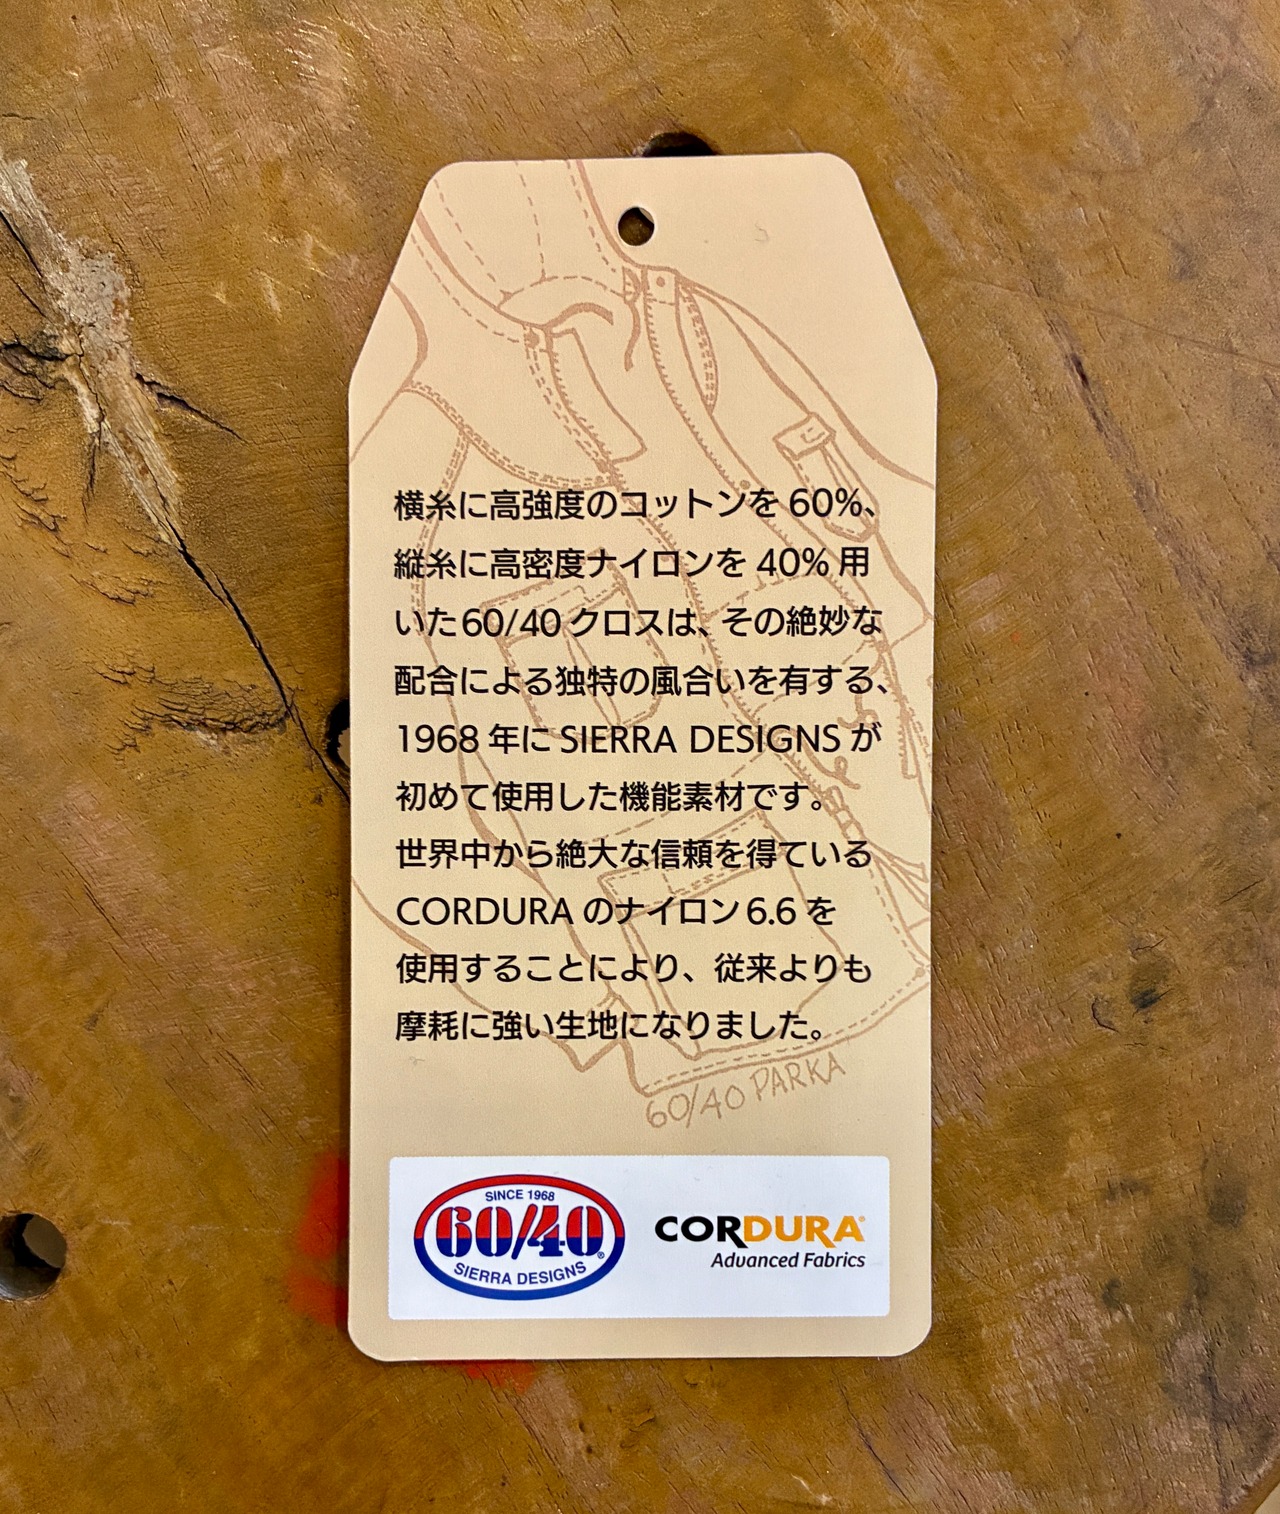 横糸に高強度のコットンを 60%、
縦糸に高密度ナイロンを 40% 用
いた60/40 クロスは、その絶妙な
配合による独特の風合いを有する、
1968 年に SIERRA DESIGNS が
初めて使用した機能素材です。
世界中から絶大な信頼を得ている
CORDURA のナイロン 6.6 を
使用することにより、従来よりも
摩耗に強い生地になりました。
60/40 PARKA
SINCE 1968
60/40®
SIERRA DESIGNS
CORDURA®
Advanced Fabrics